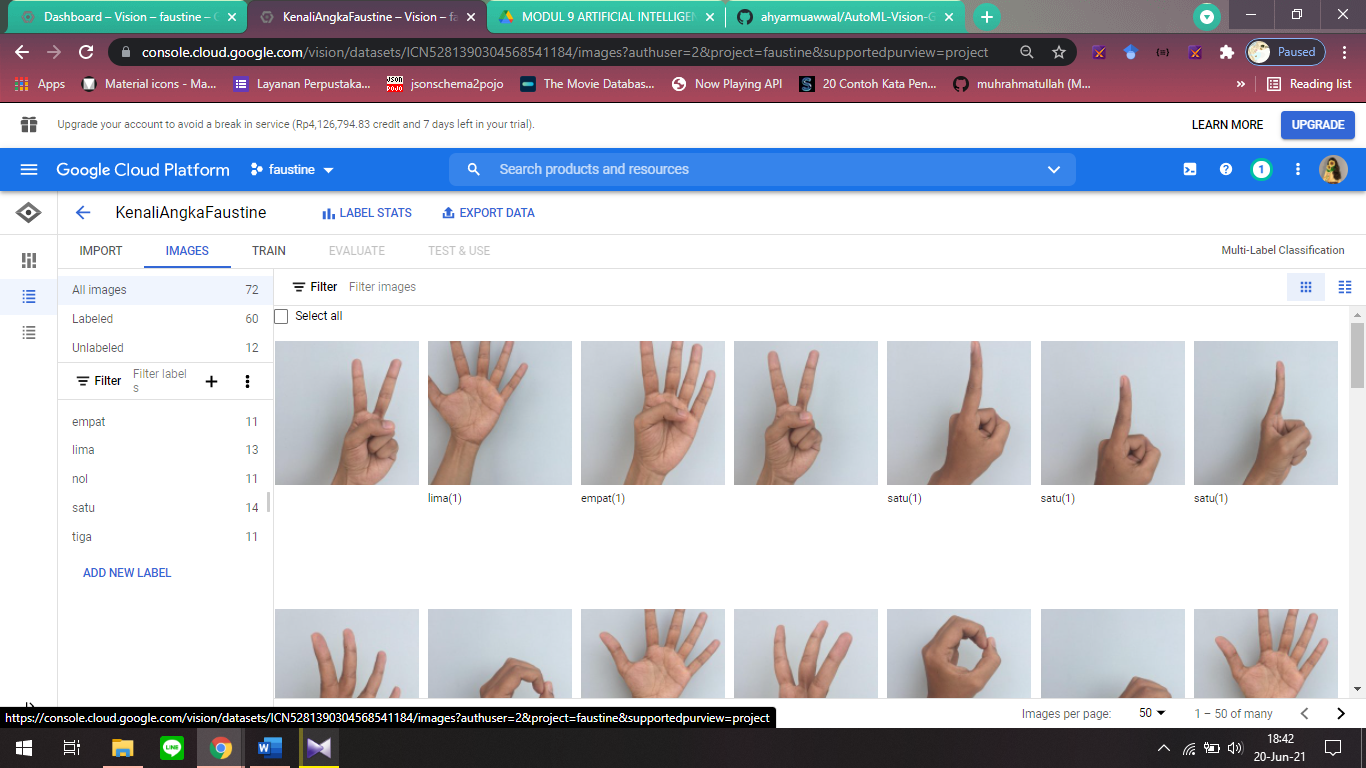 Dashboard – Vision – faustine – G
KenaliAngkaFaustine – Vision – fa
MODUL 9 ARTIFICIAL INTELLIGEN
ahyarmuawwal/AutoML-Vision-G
console.cloud.google.com/vision/datasets/ICN5281390304568541184/images?authuser=2&project=faustine&supportedpurview=project
Paused
Apps
Material icons - Ma...
Layanan Perpustaka...
JSON POJO
jsonschema2pojo
The Movie Databas...
Now Playing API
20 Contoh Kata Pen...
muhrahmatullah (M...
»
Reading list
Upgrade your account to avoid a break in service (Rp4,126,794.83 credit and 7 days left in your trial).
LEARN MORE
UPGRADE
Google Cloud Platform
faustine
Search products and resources
1
KenaliAngkaFaustine
LABEL STATS
EXPORT DATA
IMPORT
IMAGES
TRAIN
EVALUATE
TEST & USE
Multi-Label Classification
All images 72
Labeled 60
Unlabeled 12
Filter
Filter label
s
empat 11
lima 13
nol 11
satu 14
tiga 11
ADD NEW LABEL
Filter
Filter images
Select all
lima(1)
empat(1)
satu(1)
satu(1)
satu(1)
https://console.cloud.google.com/vision/datasets/ICN5281390304568541184/images?authuser=2&project=faustine&supportedpurview=project
Images per page:
50
1 – 50 of many
LINE
18:42
20-Jun-21